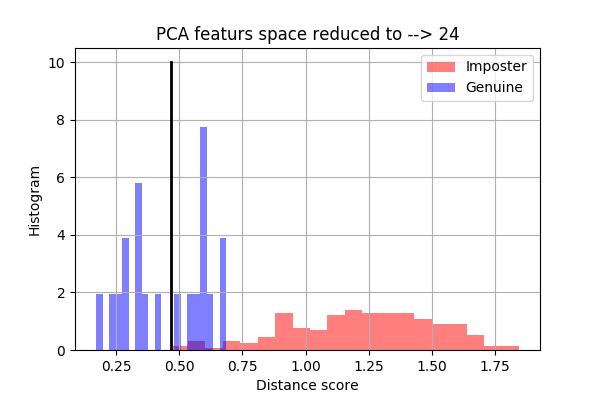 PCA featurs space reduced to --> 24
Imposter
Genuine
Histogram
10
8
6
4
2
0
0.25 0.50 0.75 1.00 1.25 1.50 1.75
Distance score